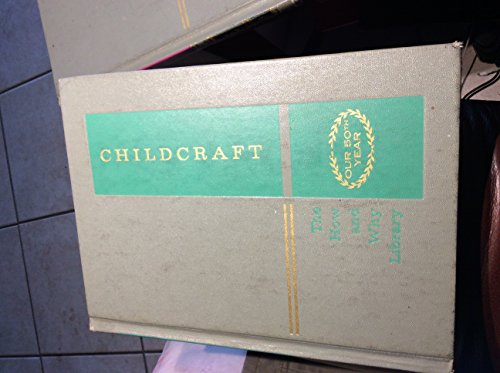 CHILDCRAFT
OUR 50TH
YEAR
The
How
and
Why
Library